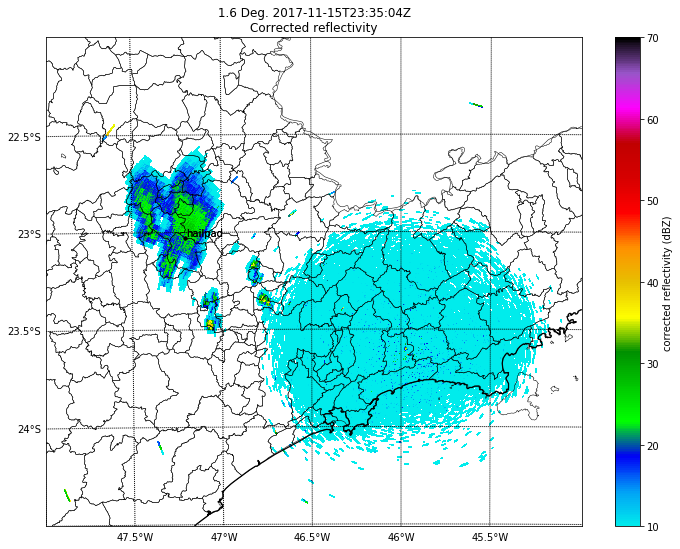 1.6 Deg. 2017-11-15T23:35:04Z
Corrected reflectivity
22.5°S
23°S
23.5°S
24°S
47.5°W
47°W
46.5°W
46°W
45.5°W
70
60
50
40
30
20
10
corrected reflectivity (dBZ)